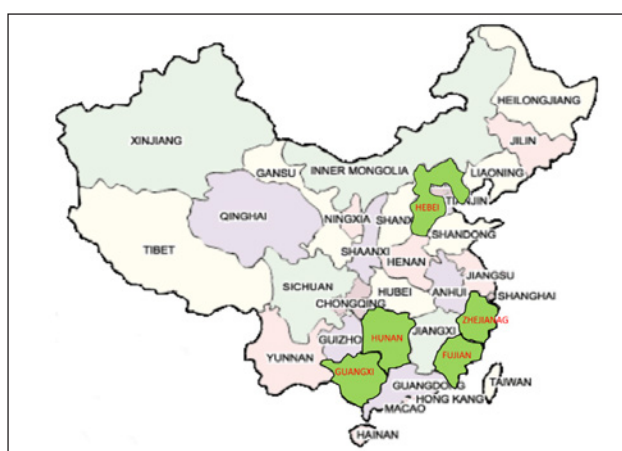 HEILONGJIANG
JILIN
XINJIANG
LIAONING
GANSU
INNER MONGOLIA
HEBEI
TIANJIN
QINGHAI
NINGXIA
SHANXI
SHANDONG
TIBET
SHAANXI
HENAN
JIANGSU
SICHUAN
HUBEI
ANHUI
SHANGHAI
CHONGQING
ZHEJIANAG
HUNAN
JIANGXI
GUIZHO
YUNNAN
FUJIAN
GUANGXI
GUANGDONG
TAIWAN
HONG KANG
MACAO
HAINAN